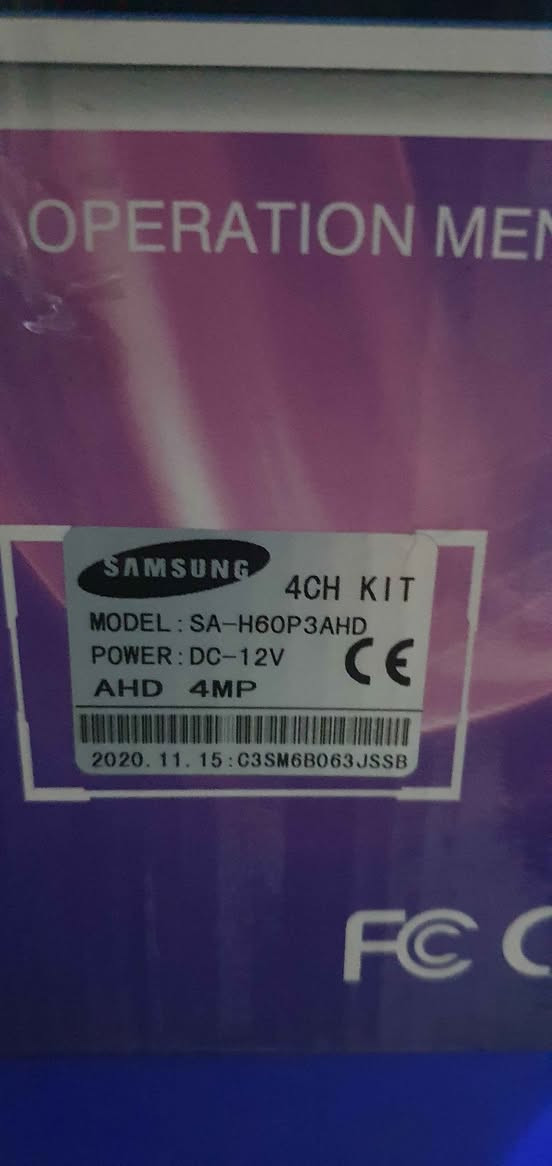 OPERATION MEN
SAMSUNG
4CH KIT
MODEL:SA-H60P3AHD
POWER:DC-12V
CE
AHD 4MP
2020.11.15:C3SM6B063JSSB
FC